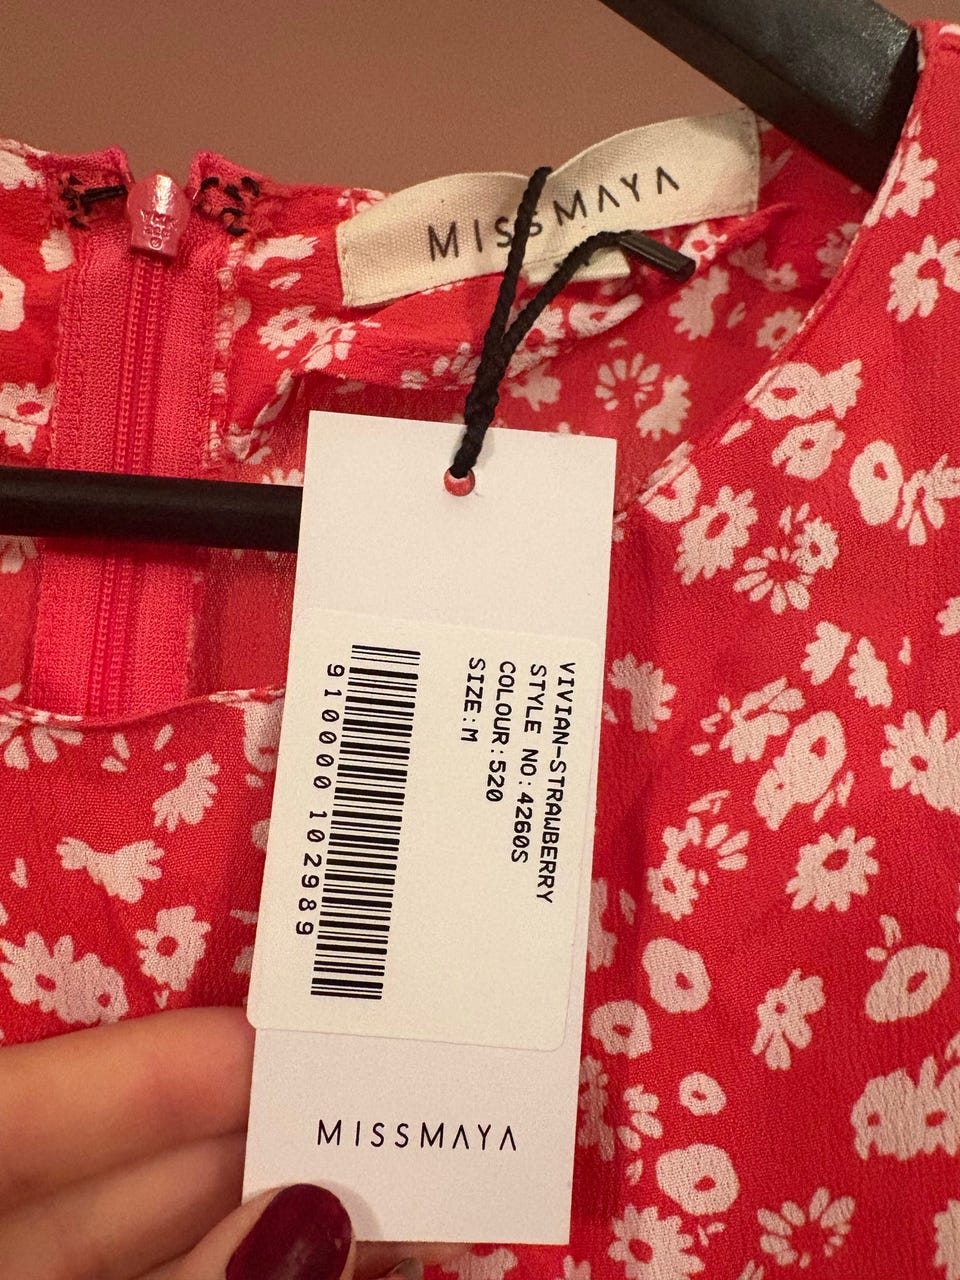 MISSMAYA
VIVIAN-STRAWBERRY
STYLE NO:4260S
COLOUR:520
SIZE:M
9100000102989
MISSMAYA